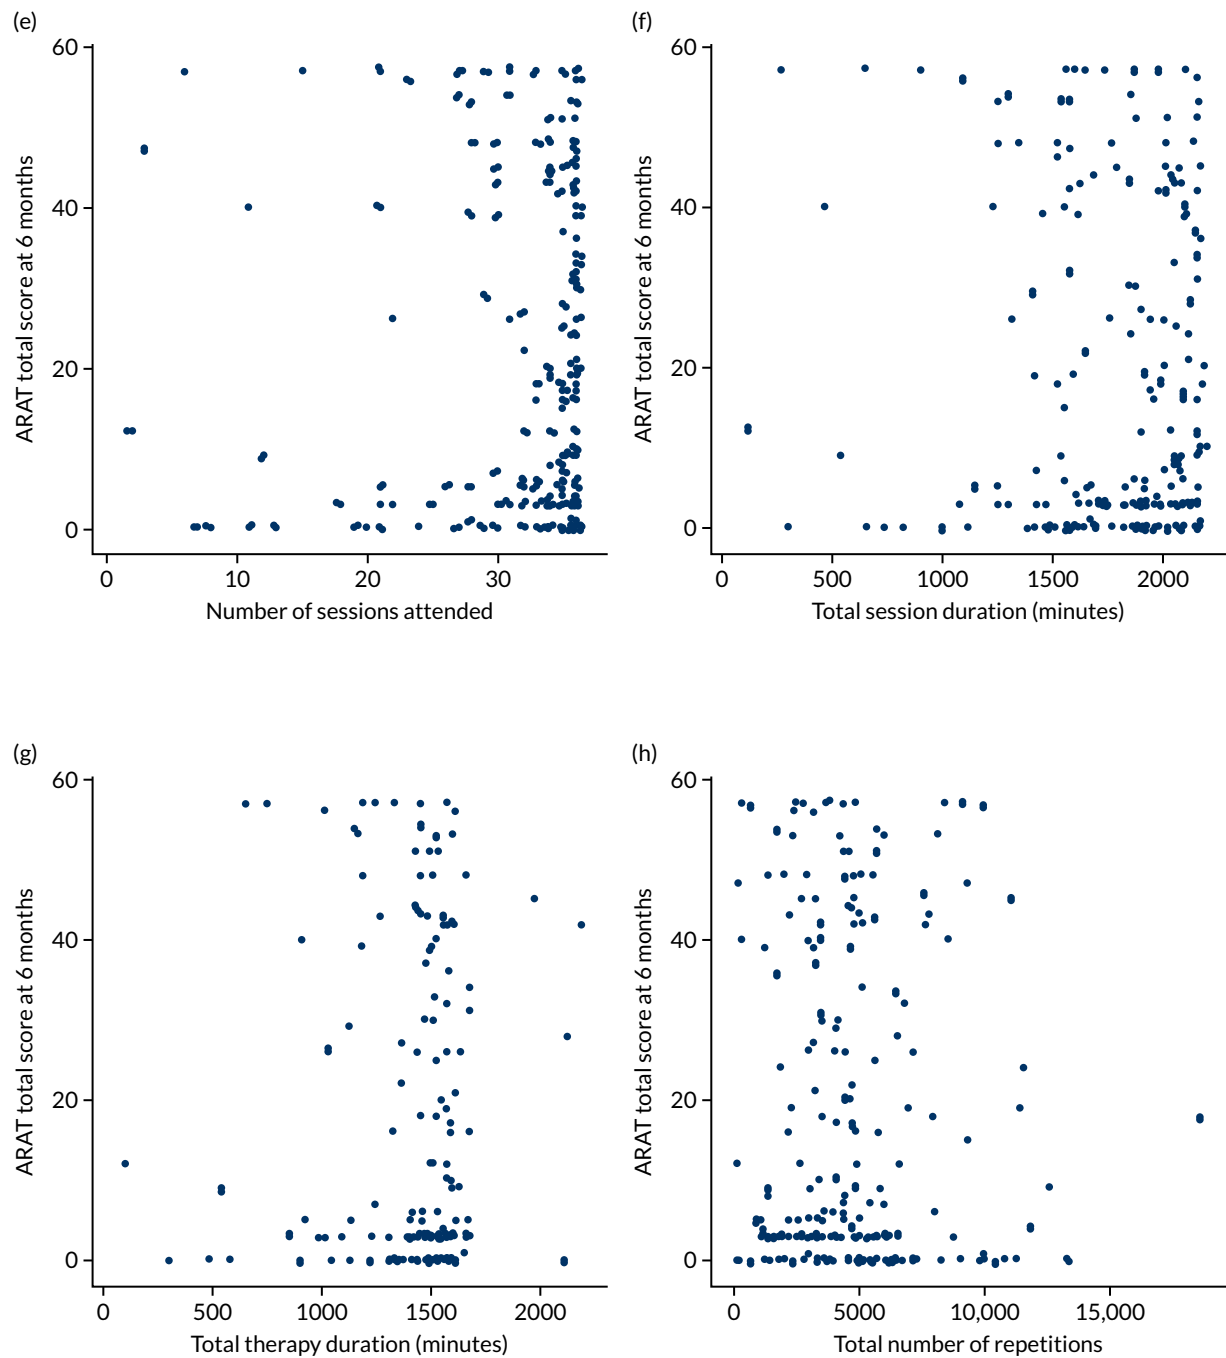 (e)
ARAT total score at 6 months
60
40
20
0
0 10 20 30
Number of sessions attended
(f)
ARAT total score at 6 months
60
40
20
0
0 500 1000 1500 2000
Total session duration (minutes)
(g)
ARAT total score at 6 months
60
40
20
0
0 500 1000 1500 2000
Total therapy duration (minutes)
(h)
ARAT total score at 6 months
60
40
20
0
0 5000 10,000 15,000
Total number of repetitions